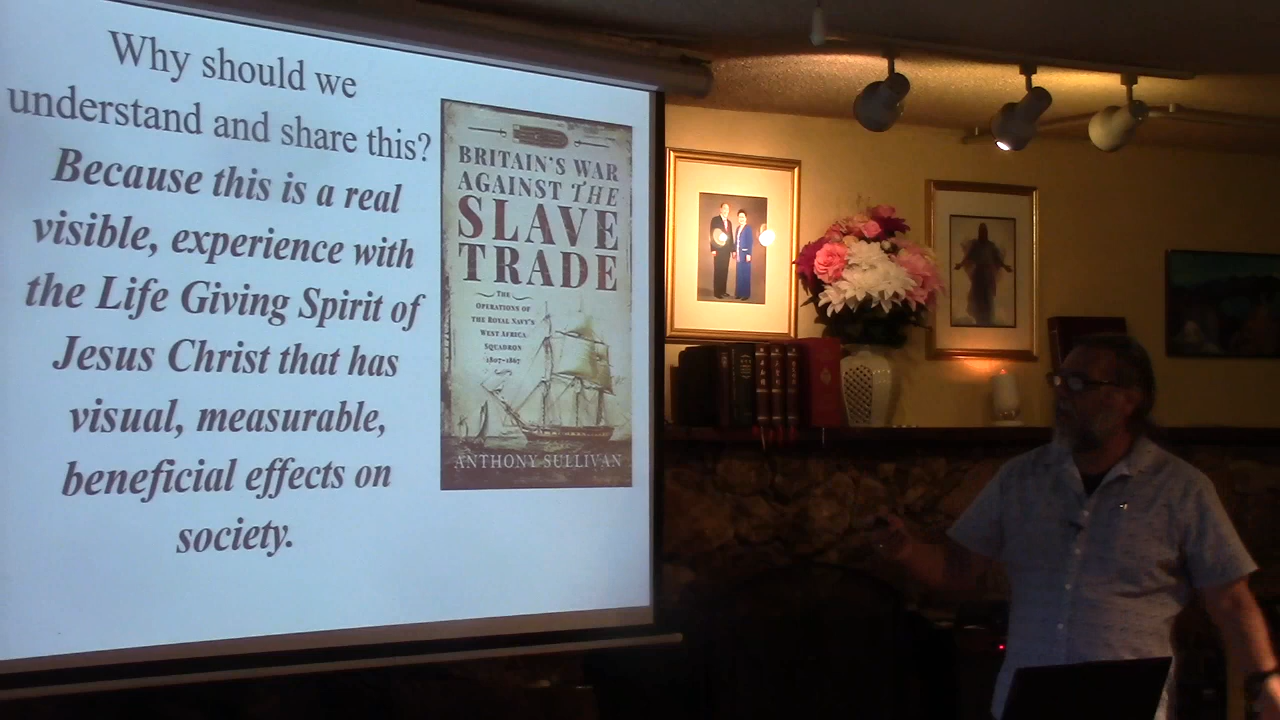 Why should we
understand and share this?
Because this is a real
visible, experience with
the Life Giving Spirit of
Jesus Christ that has
visual, measurable,
beneficial effects on
society.
BRITAIN'S WAR
AGAINST THE
SLAVE
TRADE
THE
OPERATIONS OF
THE ROYAL NAVY'S
WEST AFRICA
SQUADRON
1807-1867
ANTHONY SULLIVAN